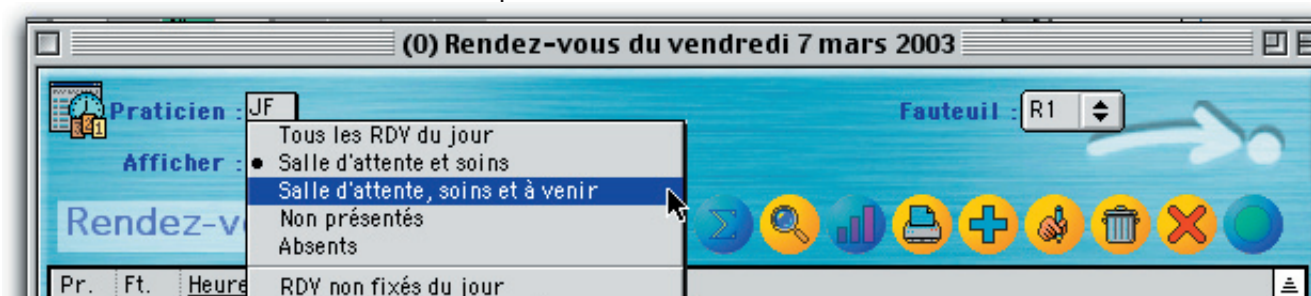 (0) Rendez-vous du vendredi 7 mars 2003
Praticien : JF
Fauteuil : R1
Tous les RDV du jour
Afficher : • Salle d'attente et soins
Salle d'attente, soins et à venir
Rendez-v
Non présentés
Absents
Pr. Ft. Heure
RDV non fixés du jour